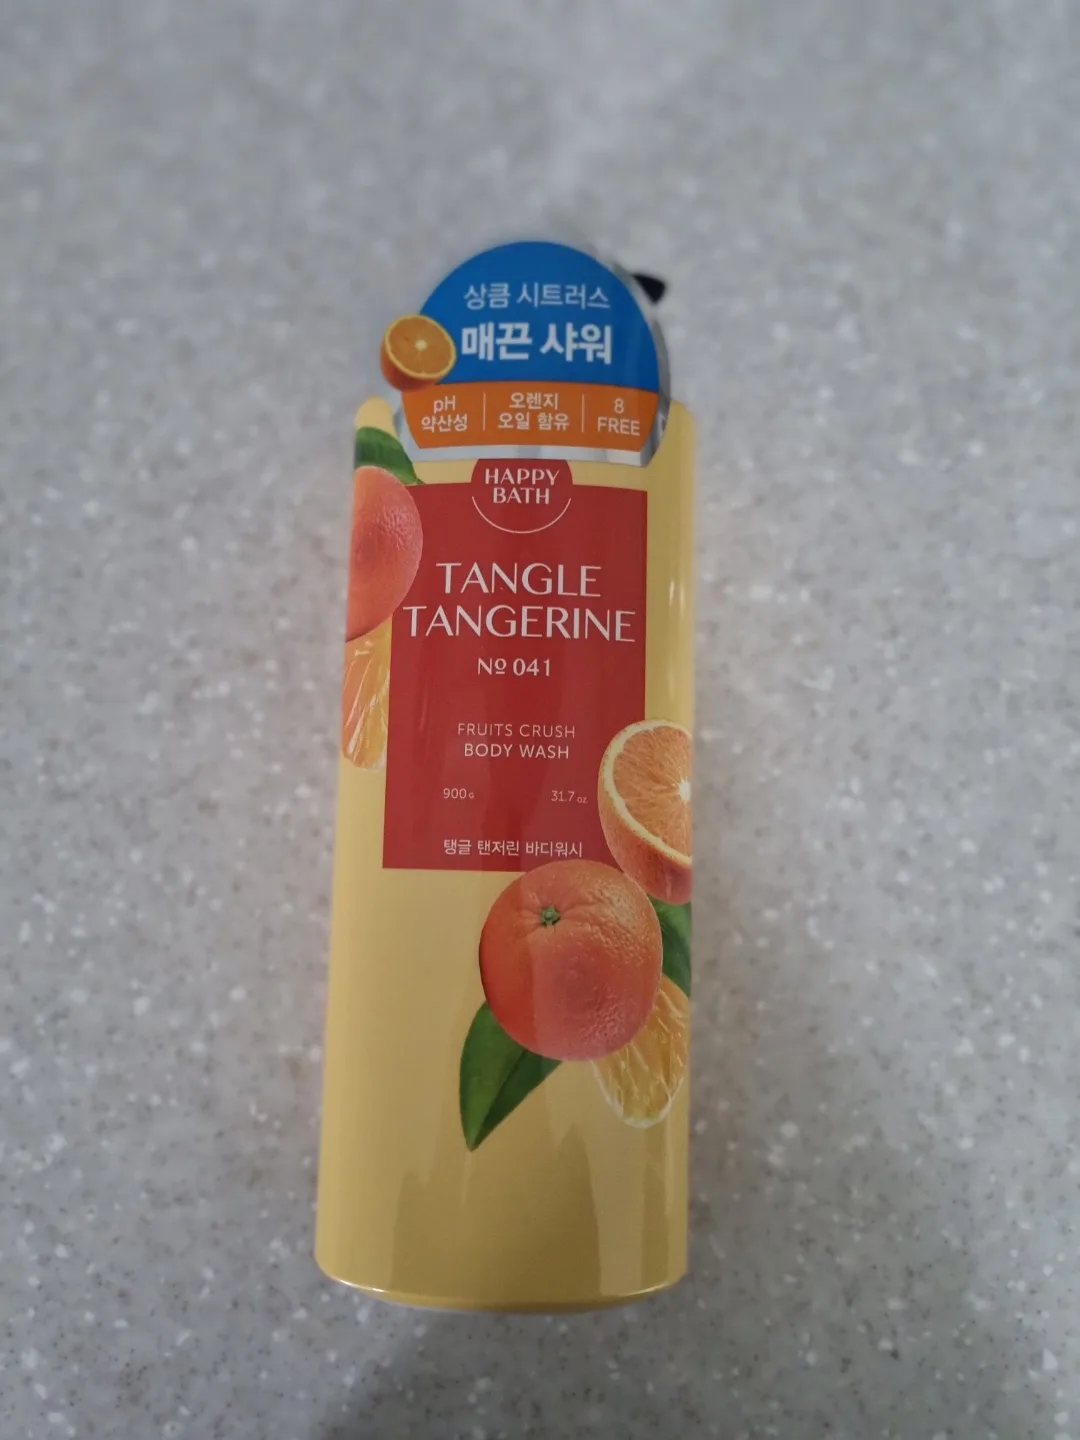 상큼 시트러스
매끈 샤워
pH 약산성
오렌지 오일 함유
8 FREE
HAPPY
BATH
TANGLE
TANGERINE
Nº 041
FRUITS CRUSH
BODY WASH
900G 31.7 oz
탱글 탠저린 바디워시